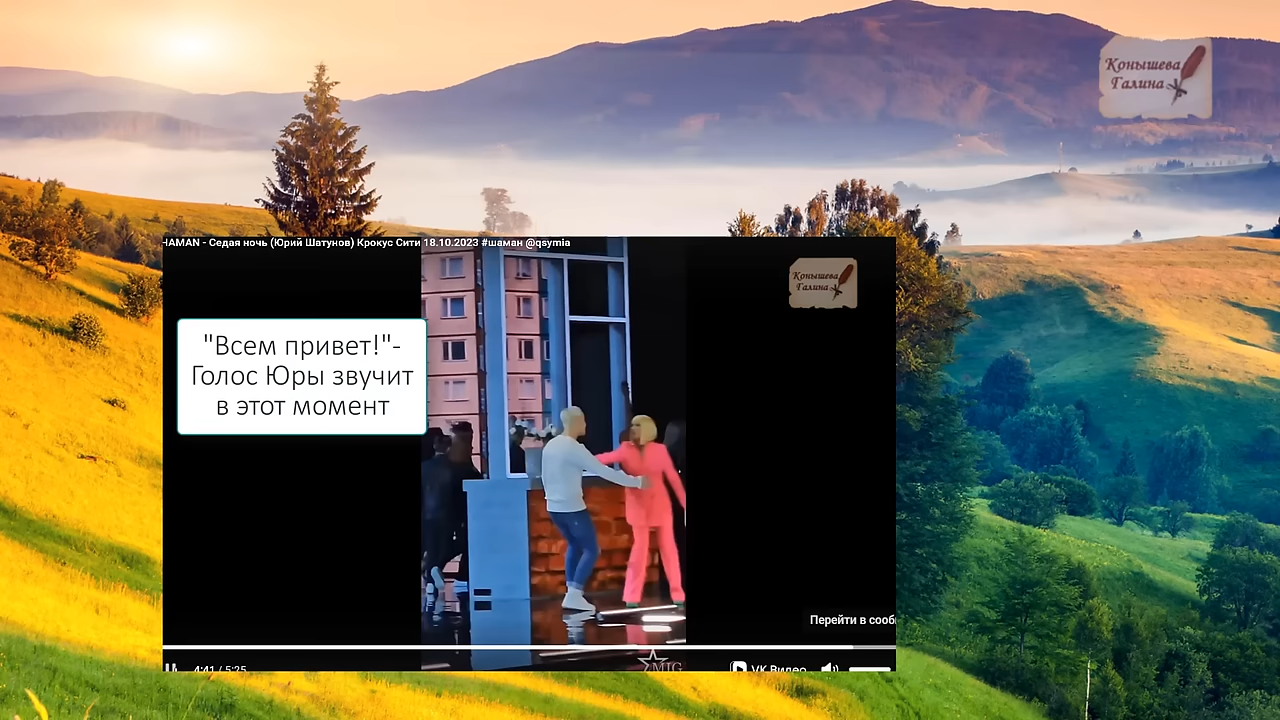 Конышева
Галина
HAMAN - Седая ночь (Юрий Шатунов) Крокус Сити 18.10.2023 #шаман @qsymia
Конышева
Галина
"Всем привет!"-
Голос Юры звучит
в этот момент
Перейти в сооб
4:41 / 5:25
MIG
VK Видео